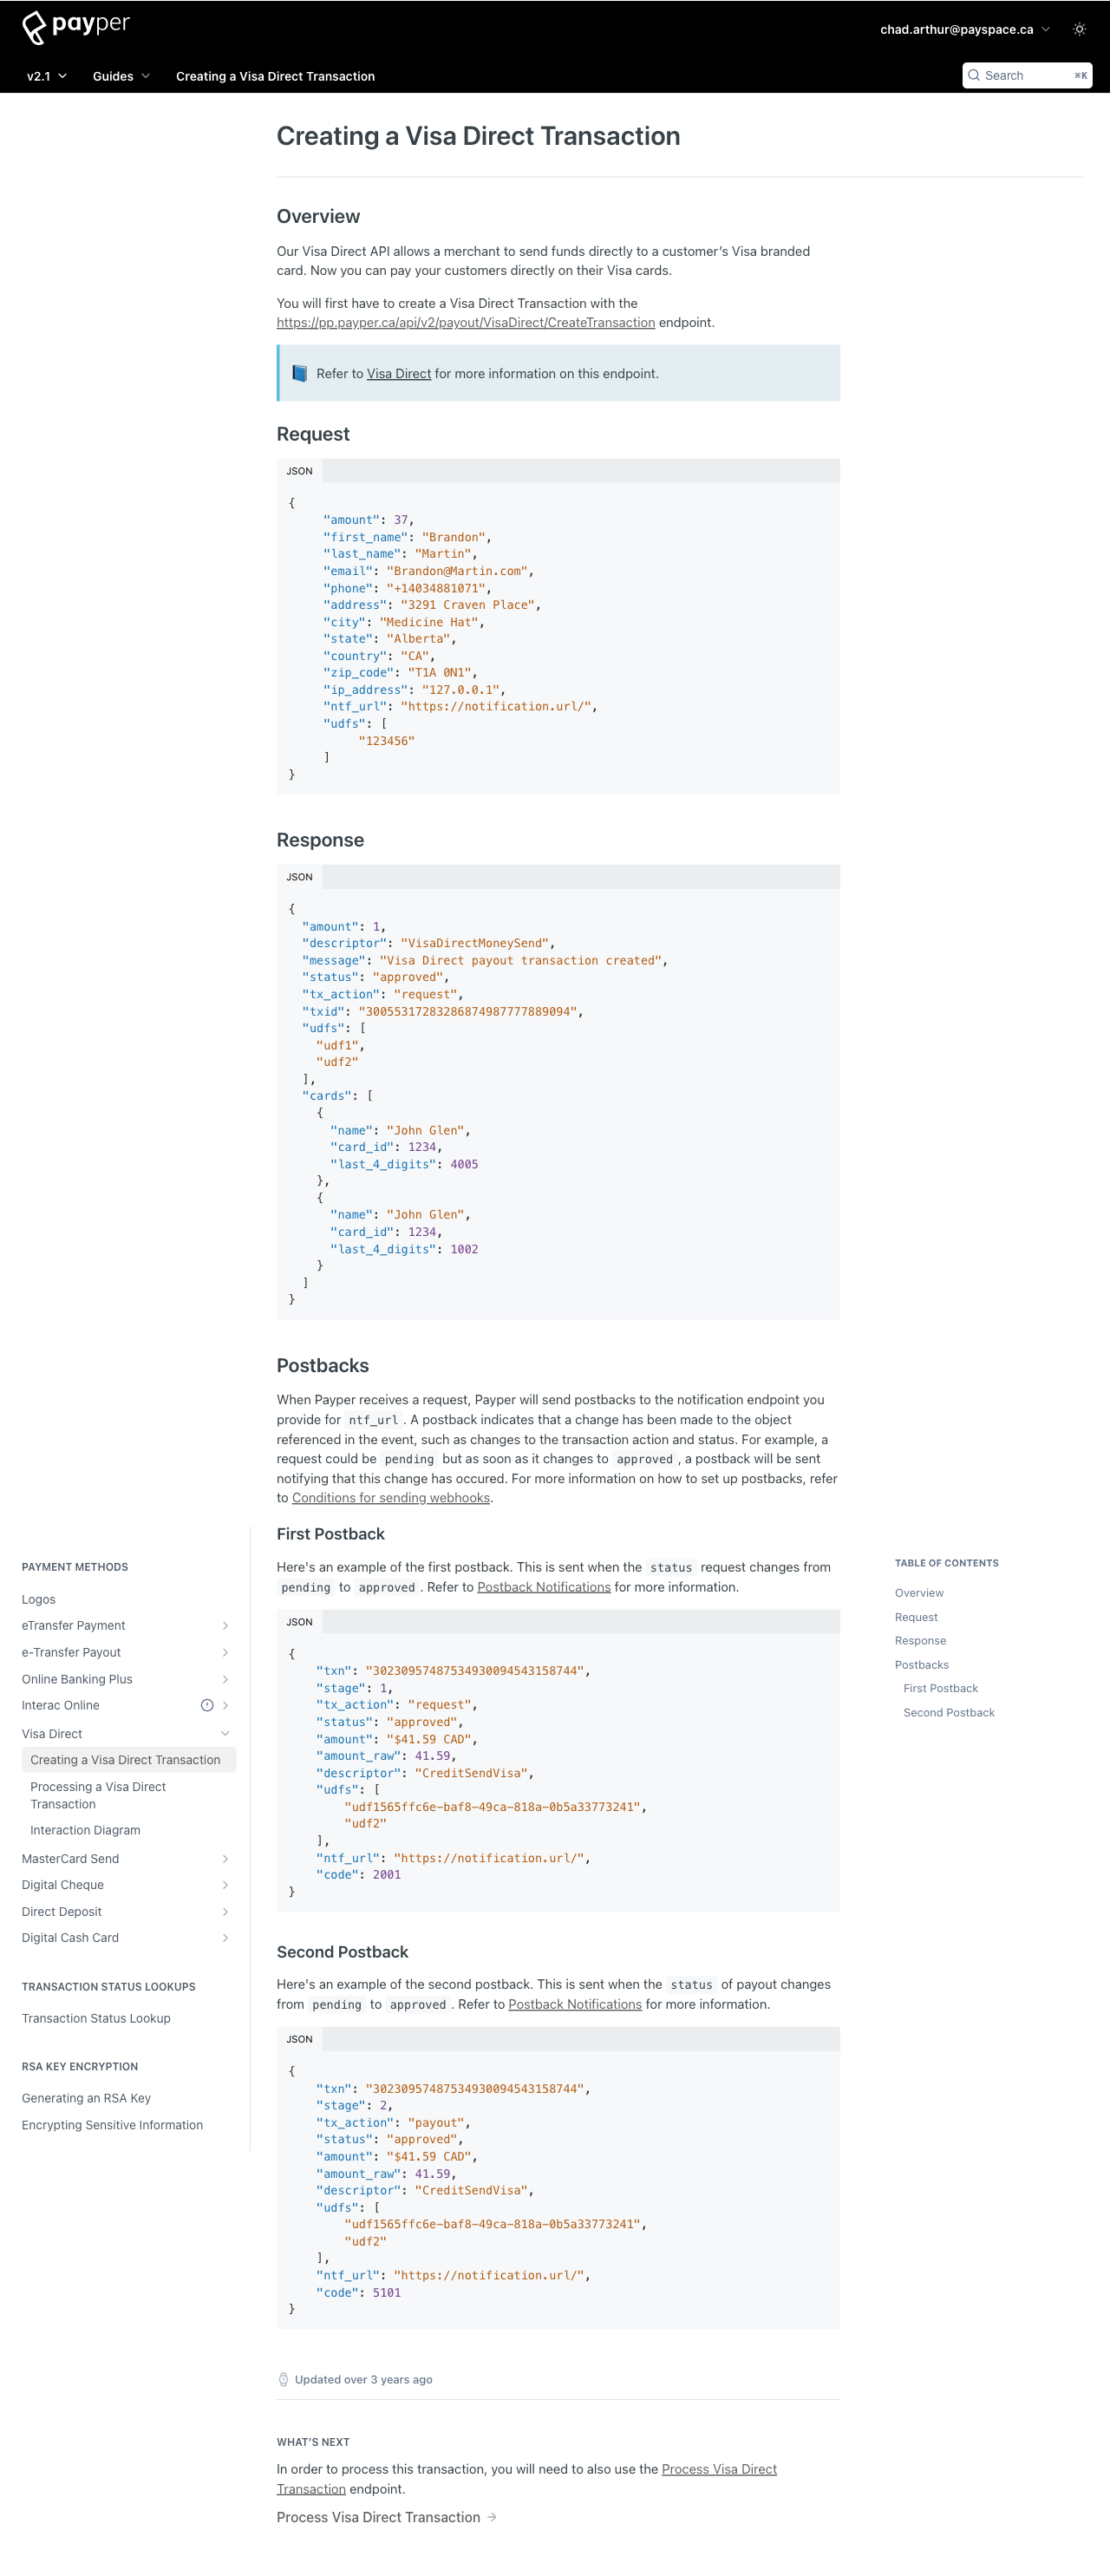 payper
chad.arthur@payspace.ca
v2.1 Guides Creating a Visa Direct Transaction
Search ⌘K
Creating a Visa Direct Transaction
Overview
Our Visa Direct API allows a merchant to send funds directly to a customer’s Visa branded
card. Now you can pay your customers directly on their Visa cards.
You will first have to create a Visa Direct Transaction with the
https://pp.payper.ca/api/v2/payout/VisaDirect/CreateTransaction endpoint.
Refer to Visa Direct for more information on this endpoint.
Request
JSON
{
"amount": 37,
"first_name": "Brandon",
"last_name": "Martin",
"email": "Brandon@Martin.com",
"phone": "+14034881071",
"address": "3291 Craven Place",
"city": "Medicine Hat",
"state": "Alberta",
"country": "CA",
"zip_code": "T1A 0N1",
"ip_address": "127.0.0.1",
"ntf_url": "https://notification.url/",
"udfs": [
"123456"
]
}
Response
JSON
{
"amount": 1,
"descriptor": "VisaDirectMoneySend",
"message": "Visa Direct payout transaction created",
"status": "approved",
"tx_action": "request",
"txid": "30055317283286874987777889094",
"udfs": [
"udf1",
"udf2"
],
"cards": [
{
"name": "John Glen",
"card_id": 1234,
"last_4_digits": 4005
},
{
"name": "John Glen",
"card_id": 1234,
"last_4_digits": 1002
}
]
}
Postbacks
When Payper receives a request, Payper will send postbacks to the notification endpoint you
provide for ntf_url. A postback indicates that a change has been made to the object
referenced in the event, such as changes to the transaction action and status. For example, a
request could be pending but as soon as it changes to approved, a postback will be sent
notifying that this change has occured. For more information on how to set up postbacks, refer
to Conditions for sending webhooks.
First Postback
Here's an example of the first postback. This is sent when the status request changes from
pending to approved. Refer to Postback Notifications for more information.
JSON
{
"txn": "30230957487534930094543158744",
"stage": 1,
"tx_action": "request",
"status": "approved",
"amount": "$41.59 CAD",
"amount_raw": 41.59,
"descriptor": "CreditSendVisa",
"udfs": [
"udf1565ffc6e-baf8-49ca-818a-0b5a33773241",
"udf2"
],
"ntf_url": "https://notification.url/",
"code": 2001
}
Second Postback
Here's an example of the second postback. This is sent when the status of payout changes
from pending to approved. Refer to Postback Notifications for more information.
JSON
{
"txn": "30230957487534930094543158744",
"stage": 2,
"tx_action": "payout",
"status": "approved",
"amount": "$41.59 CAD",
"amount_raw": 41.59,
"descriptor": "CreditSendVisa",
"udfs": [
"udf1565ffc6e-baf8-49ca-818a-0b5a33773241",
"udf2"
],
"ntf_url": "https://notification.url/",
"code": 5101
}
Updated over 3 years ago
WHAT’S NEXT
In order to process this transaction, you will need to also use the Process Visa Direct
Transaction endpoint.
Process Visa Direct Transaction →
PAYMENT METHODS
Logos
eTransfer Payment
e-Transfer Payout
Online Banking Plus
Interac Online
Visa Direct
Creating a Visa Direct Transaction
Processing a Visa Direct
Transaction
Interaction Diagram
MasterCard Send
Digital Cheque
Direct Deposit
Digital Cash Card
TRANSACTION STATUS LOOKUPS
Transaction Status Lookup
RSA KEY ENCRYPTION
Generating an RSA Key
Encrypting Sensitive Information
TABLE OF CONTENTS
Overview
Request
Response
Postbacks
First Postback
Second Postback